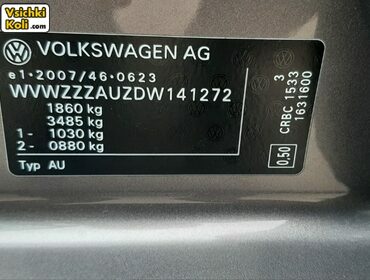 Vsichki
Koli .com
VOLKSWAGEN AG
e1*2007/46*0623
WVWZZZAUZDW141272
1860 kg
3485 kg
1 - 1030 kg
2 - 0880 kg
Typ AU
3
CRBC 1533
1631600
0,50